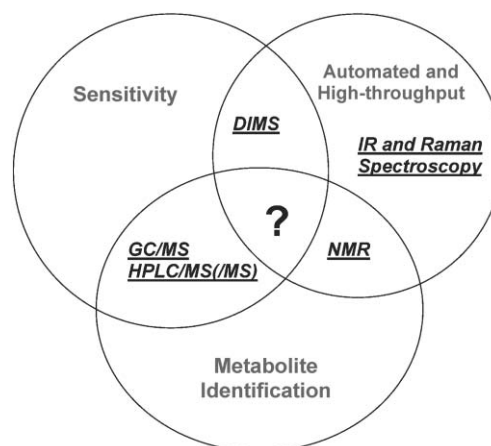 Sensitivity
Automated and
High-throughput
DIMS
IR and Raman
Spectroscopy
?
GC/MS
HPLC/MS(/MS)
NMR
Metabolite
Identification